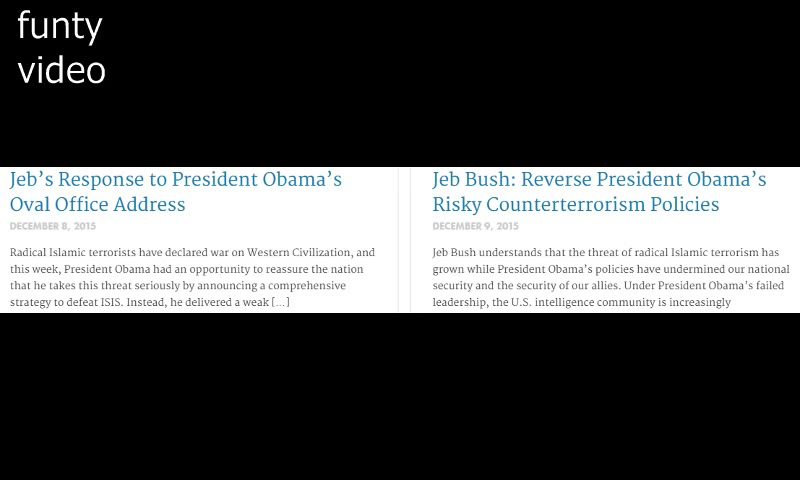 funty
video
Jeb’s Response to President Obama’s
Oval Office Address
DECEMBER 8, 2015
Radical Islamic terrorists have declared war on Western Civilization, and
this week, President Obama had an opportunity to reassure the nation
that he takes this threat seriously by announcing a comprehensive
strategy to defeat ISIS. Instead, he delivered a weak [...]
Jeb Bush: Reverse President Obama’s
Risky Counterterrorism Policies
DECEMBER 9, 2015
Jeb Bush understands that the threat of radical Islamic terrorism has
grown while President Obama’s policies have undermined our national
security and the security of our allies. Under President Obama’s failed
leadership, the U.S. intelligence community is increasingly